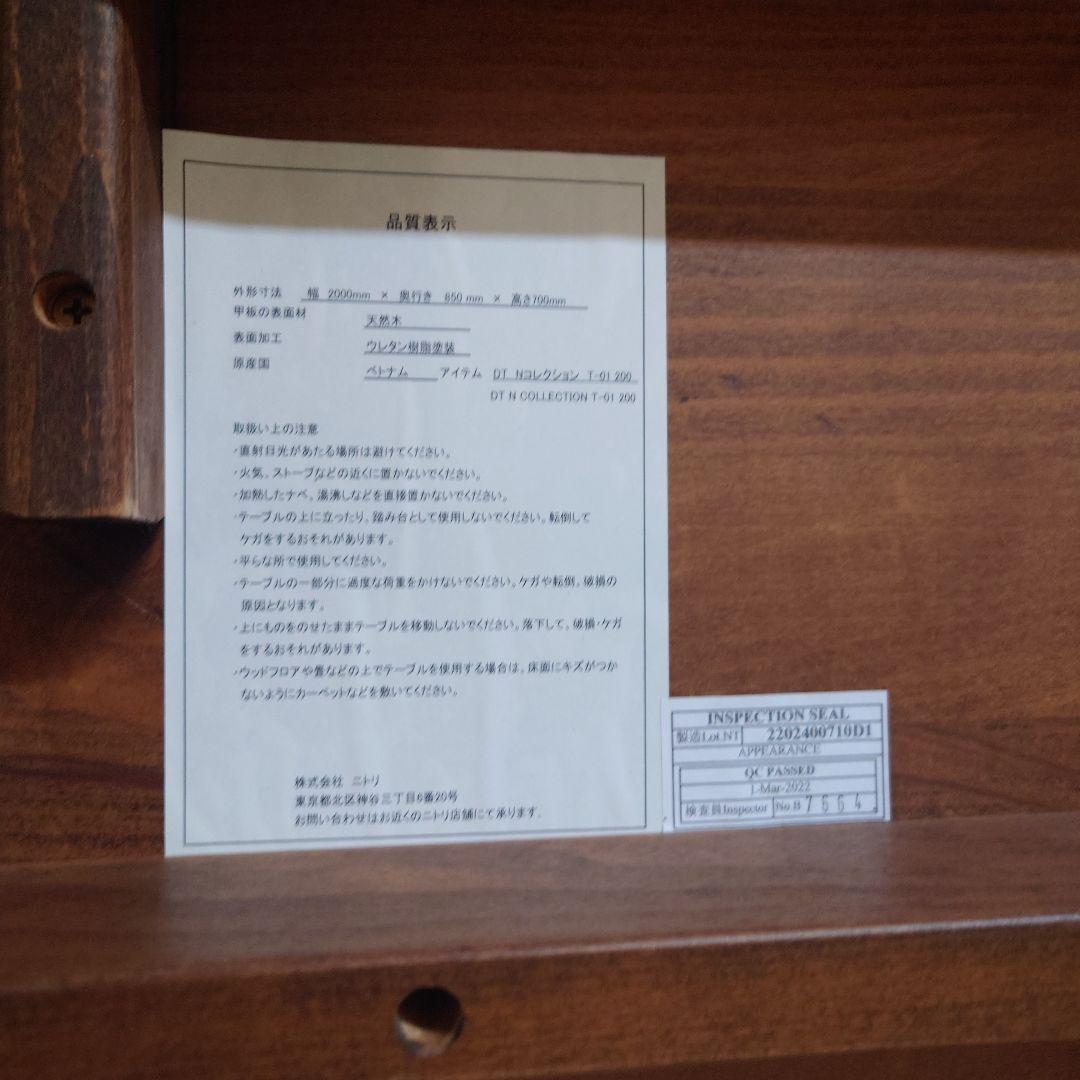 品質表示
外形寸法 幅 2000mm × 奥行き 850mm × 高さ700mm
甲板の表面材 天然木
表面加工 ウレタン樹脂塗装
原産国 ベトナム アイテム DT Nコレクション T-01 200
DT N COLLECTION T-01 200
取扱い上の注意
・直射日光があたる場所は避けてください。
・火気、ストーブなどの近くに置かないでください。
・加熱したナベ、湯沸しなどを直接置かないでください。
・テーブルの上に立ったり、踏み台として使用しないでください。転倒して
ケガをするおそれがあります。
・平らな所で使用してください。
・テーブルの一部分に過度な荷重をかけないでください。ケガや転倒、破損の
原因となります。
・上にものをのせたままテーブルを移動しないでください。落下して、破損・ケガ
をするおそれがあります。
・ウッドフロアや畳などの上でテーブルを使用する場合は、床面にキズがつか
ないようにカーペットなどを敷いてください。
株式会社 ニトリ
東京都北区神谷三丁目6番20号
お問い合わせはお近くのニトリ店舗にて承ります。
INSPECTION SEAL
製造Lot.NT 2202400710D1
APPEARANCE
QC PASSED
1-Mar-2022
検査員Inspector No.B 7664